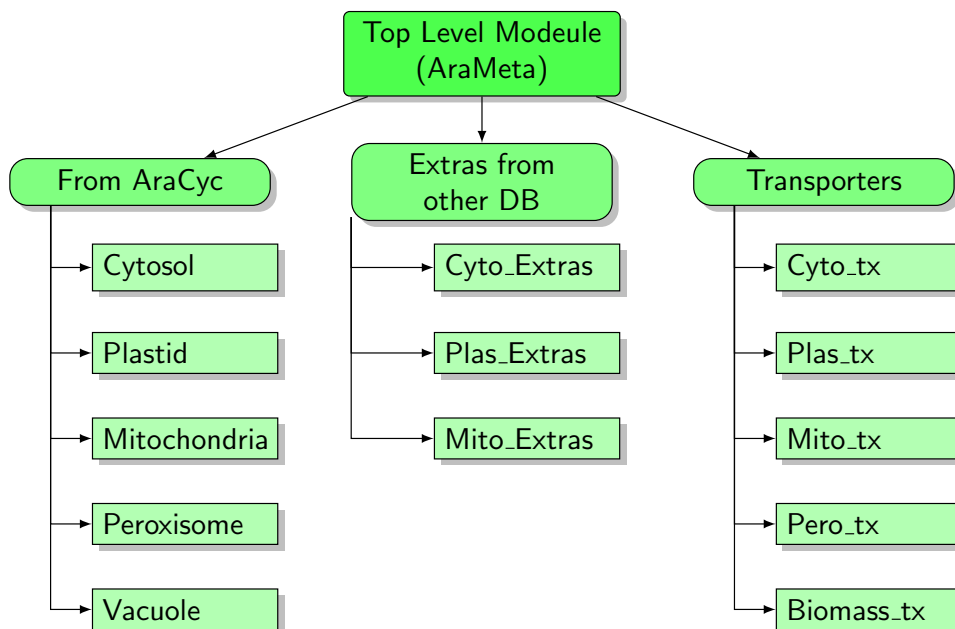 Top Level Modeule
(AraMeta)
From AraCyc
Extras from
other DB
Transporters
Cytosol
Cyto_Extras
Cyto_tx
Plastid
Plas_Extras
Plas_tx
Mitochondria
Mito_Extras
Mito_tx
Peroxisome
Pero_tx
Vacuole
Biomass_tx